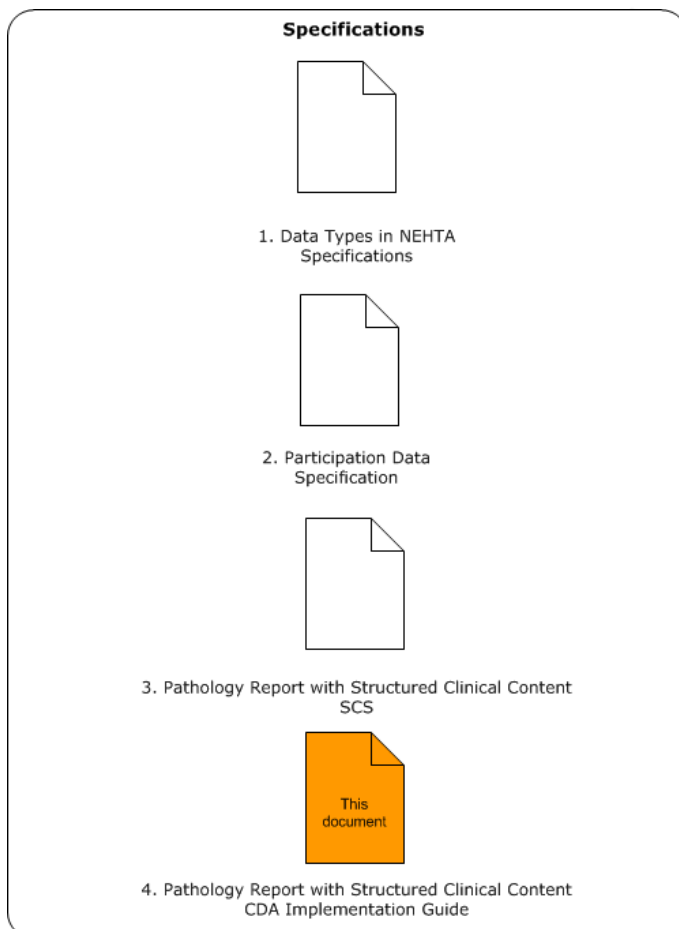 Specifications
1. Data Types in NEHTA
Specifications
2. Participation Data
Specification
3. Pathology Report with Structured Clinical Content
SCS
This
document
4. Pathology Report with Structured Clinical Content
CDA Implementation Guide